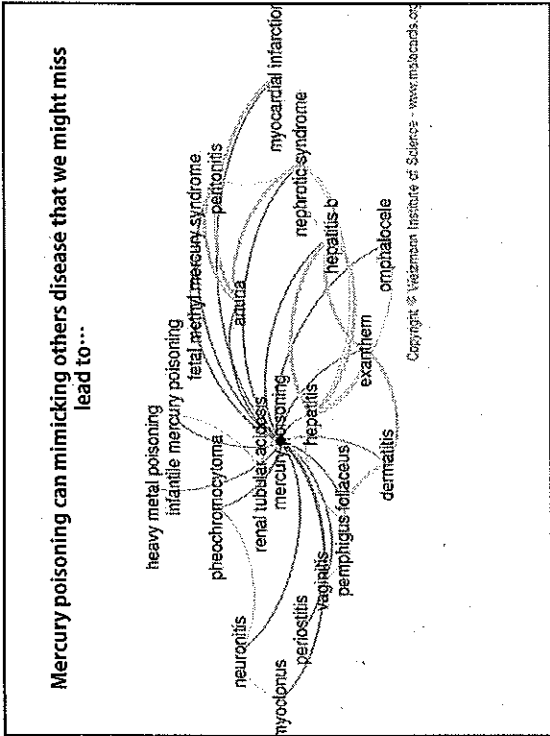 Mercury poisoning can mimicking others disease that we might miss
lead to...
heavy metal poisoning
infantile mercury poisoning
fetal methyl mercury syndrome
pheochromocytoma
peritonitis
neuronitis
anuria
myocardial infarction
renal tubular acidosis
mercury poisoning
nephrotic syndrome
myoclonus
periostitis
hepatitis
hepatitis b
vaginitis
pemphigus foliaceus
exanthem
omphalocele
dermatitis
Copyright © Weizmann Institute of Science - www.malacards.org